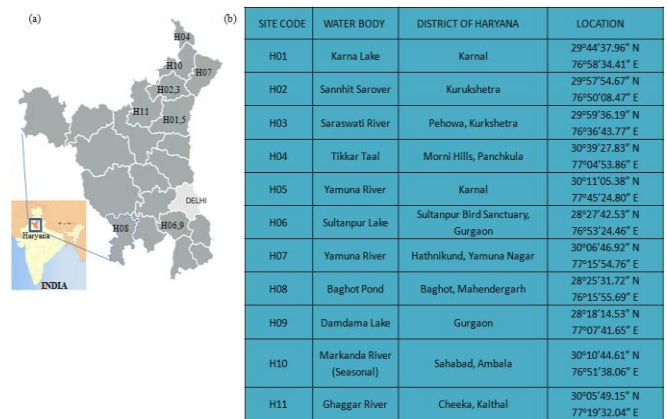 (a)
H04
H10
H07
H02,3
H11
H01,5
DELHI
H08
H06,9
Haryana
INDIA
(b)
SITE CODE WATER BODY DISTRICT OF HARYANA LOCATION
H01 Karna Lake Karnal 29°44'37.96" N
76°58'34.41" E
H02 Sannhit Sarover Kurukshetra 29°57'54.67" N
76°50'08.47" E
H03 Saraswati River Pehowa, Kurkshetra 29°59'36.19" N
76°36'43.77" E
H04 Tikkar Taal Morni Hills, Panchkula 30°39'27.83" N
77°04'53.86" E
H05 Yamuna River Karnal 30°11'05.38" N
77°45'24.80" E
H06 Sultanpur Lake Sultanpur Bird Sanctuary,
Gurgaon 28°27'42.53" N
76°53'24.46" E
H07 Yamuna River Hathnikund, Yamuna Nagar 30°06'46.92" N
77°15'54.76" E
H08 Baghot Pond Baghot, Mahendergarh 28°25'31.72" N
76°15'55.69" E
H09 Damdama Lake Gurgaon 28°18'14.53" N
77°07'41.65" E
H10 Markanda River
(Seasonal) Sahabad, Ambala 30°10'44.61" N
76°51'38.06" E
H11 Ghaggar River Cheeka, Kaithal 30°05'49.15" N
77°19'32.04" E